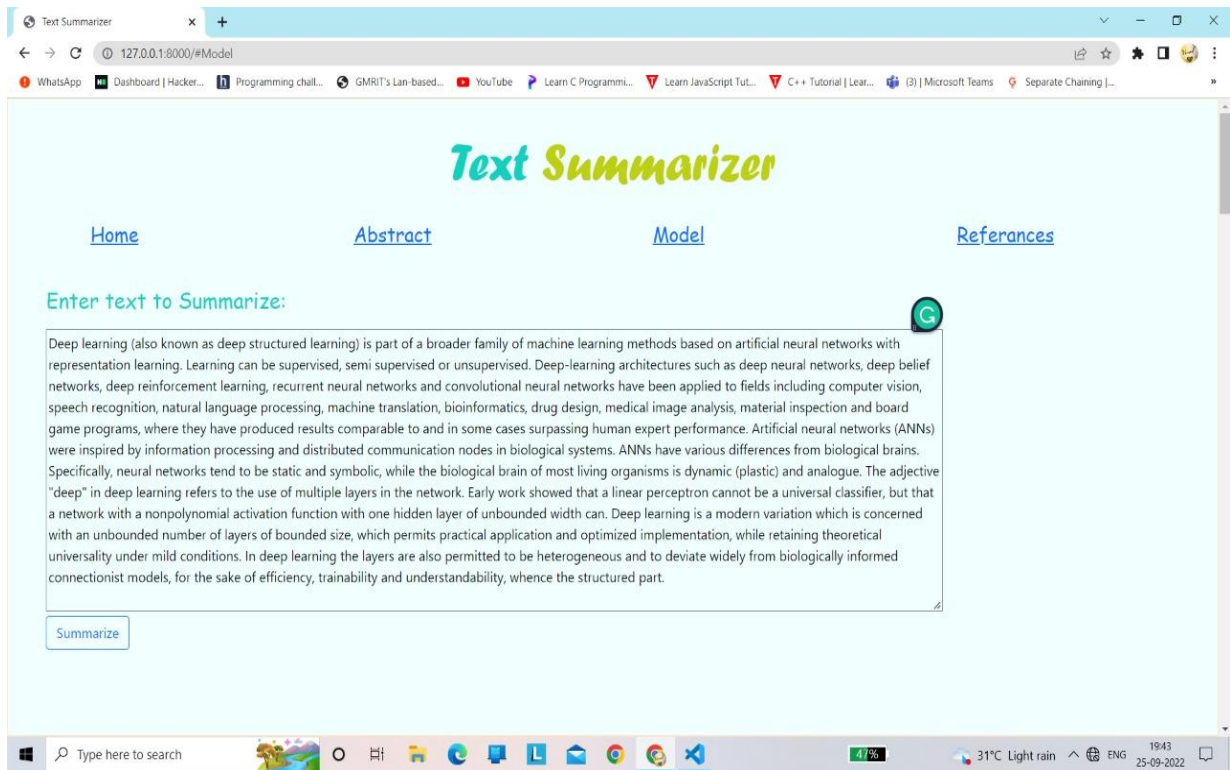 Text Summarizer
127.0.0.1:8000/#Model
WhatsApp Dashboard | Hacker... Programming chall... GMRIT's Lan-based... YouTube Learn C Programmi... Learn JavaScript Tut... C++ Tutorial | Lear... (3) | Microsoft Teams Separate Chaining |... »
Text Summarizer
Home Abstract Model Referances
Enter text to Summarize:
Deep learning (also known as deep structured learning) is part of a broader family of machine learning methods based on artificial neural networks with
representation learning. Learning can be supervised, semi supervised or unsupervised. Deep-learning architectures such as deep neural networks, deep belief
networks, deep reinforcement learning, recurrent neural networks and convolutional neural networks have been applied to fields including computer vision,
speech recognition, natural language processing, machine translation, bioinformatics, drug design, medical image analysis, material inspection and board
game programs, where they have produced results comparable to and in some cases surpassing human expert performance. Artificial neural networks (ANNs)
were inspired by information processing and distributed communication nodes in biological systems. ANNs have various differences from biological brains.
Specifically, neural networks tend to be static and symbolic, while the biological brain of most living organisms is dynamic (plastic) and analogue. The adjective
"deep" in deep learning refers to the use of multiple layers in the network. Early work showed that a linear perceptron cannot be a universal classifier, but that
a network with a nonpolynomial activation function with one hidden layer of unbounded width can. Deep learning is a modern variation which is concerned
with an unbounded number of layers of bounded size, which permits practical application and optimized implementation, while retaining theoretical
universality under mild conditions. In deep learning the layers are also permitted to be heterogeneous and to deviate widely from biologically informed
connectionist models, for the sake of efficiency, trainability and understandability, whence the structured part.
Summarize
Type here to search 47% 31°C Light rain ENG 19:43
25-09-2022